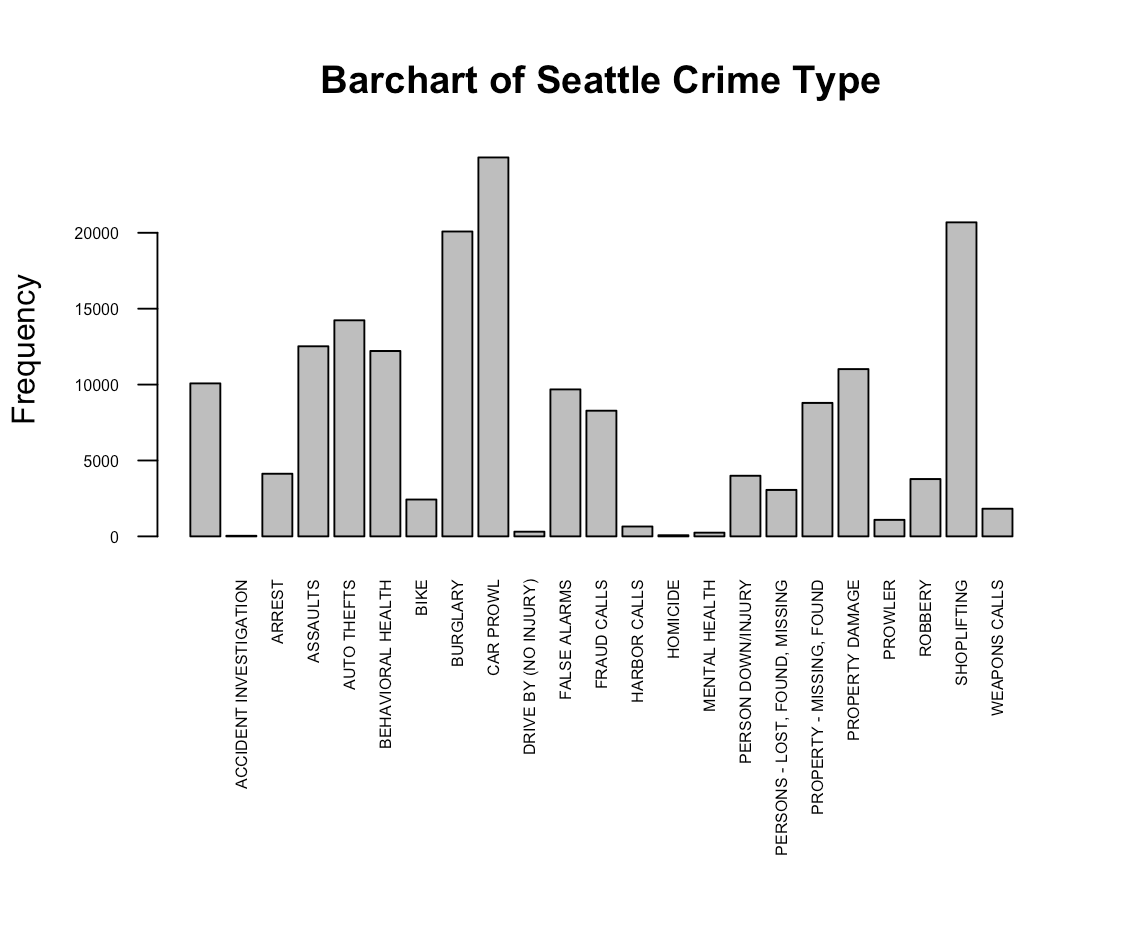 Barchart of Seattle Crime Type
Frequency
20000
15000
10000
5000
0
ACCIDENT INVESTIGATION
ARREST
ASSAULTS
AUTO THEFTS
BEHAVIORAL HEALTH
BIKE
BURGLARY
CAR PROWL
DRIVE BY (NO INJURY)
FALSE ALARMS
FRAUD CALLS
HARBOR CALLS
HOMICIDE
MENTAL HEALTH
PERSON DOWN/INJURY
PERSONS - LOST, FOUND, MISSING
PROPERTY - MISSING, FOUND
PROPERTY DAMAGE
PROWLER
ROBBERY
SHOPLIFTING
WEAPONS CALLS